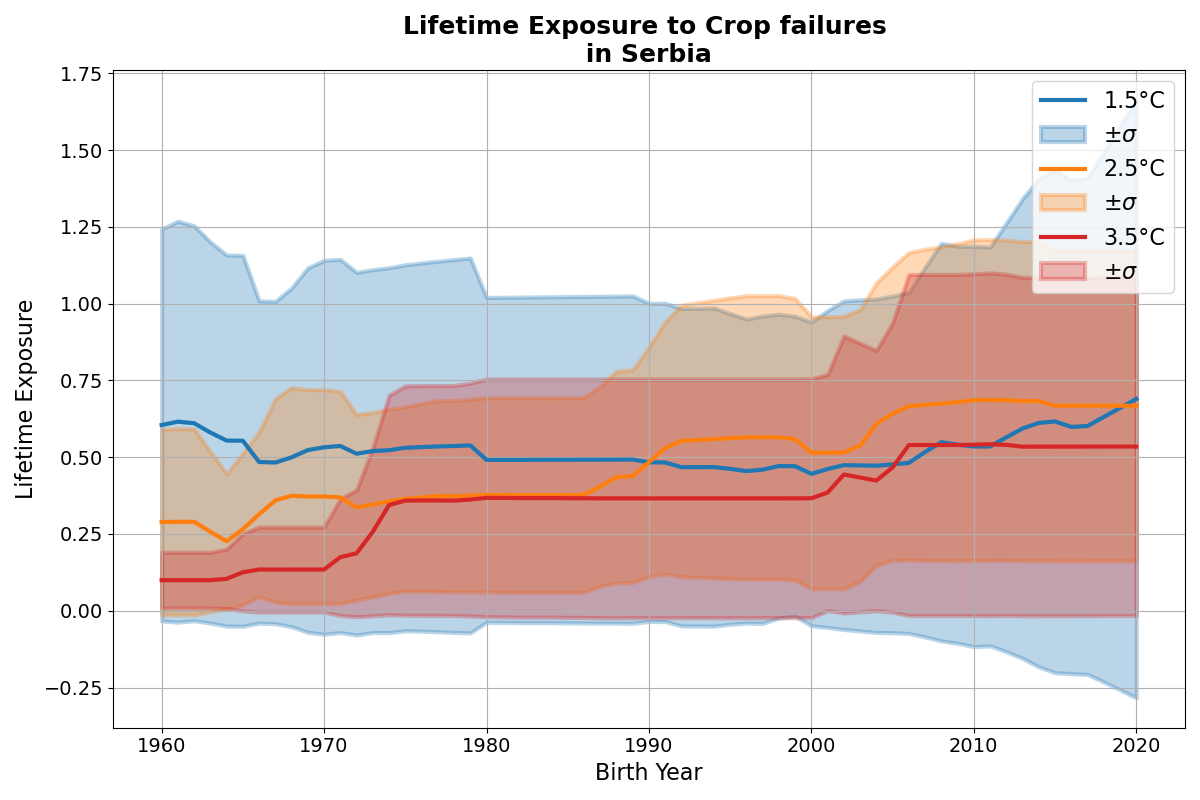 Lifetime Exposure to Crop failures
in Serbia
1.75
1.50
1.25
1.00
0.75
0.50
0.25
0.00
−0.25
Lifetime Exposure
1960
1970
1980
1990
2000
2010
2020
Birth Year
1.5°C
±σ
2.5°C
±σ
3.5°C
±σ